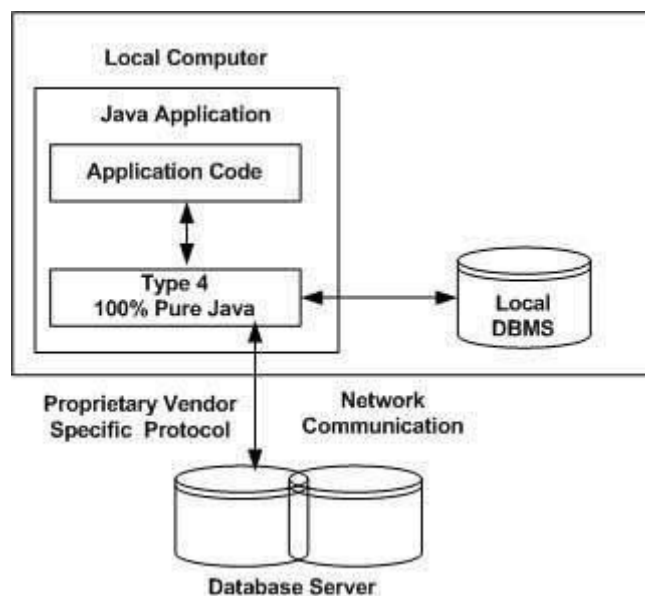 Local Computer
Java Application
Application Code
Type 4
100% Pure Java
Local
DBMS
Proprietary Vendor
Specific Protocol
Network
Communication
Database Server